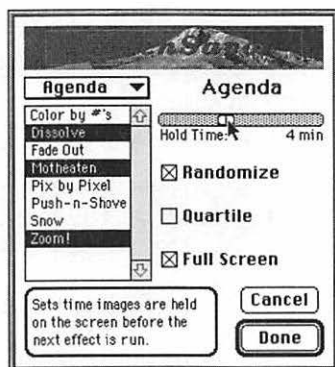 Agenda
Agenda
Color by #'s
Dissolve
Fade Out
Motheaten
Pix by Pixel
Push-n-Shove
Snow
Zoom!
Hold Time:
4 min
Randomize
Quartile
Full Screen
Sets time images are held
on the screen before the
next effect is run.
Cancel
Done